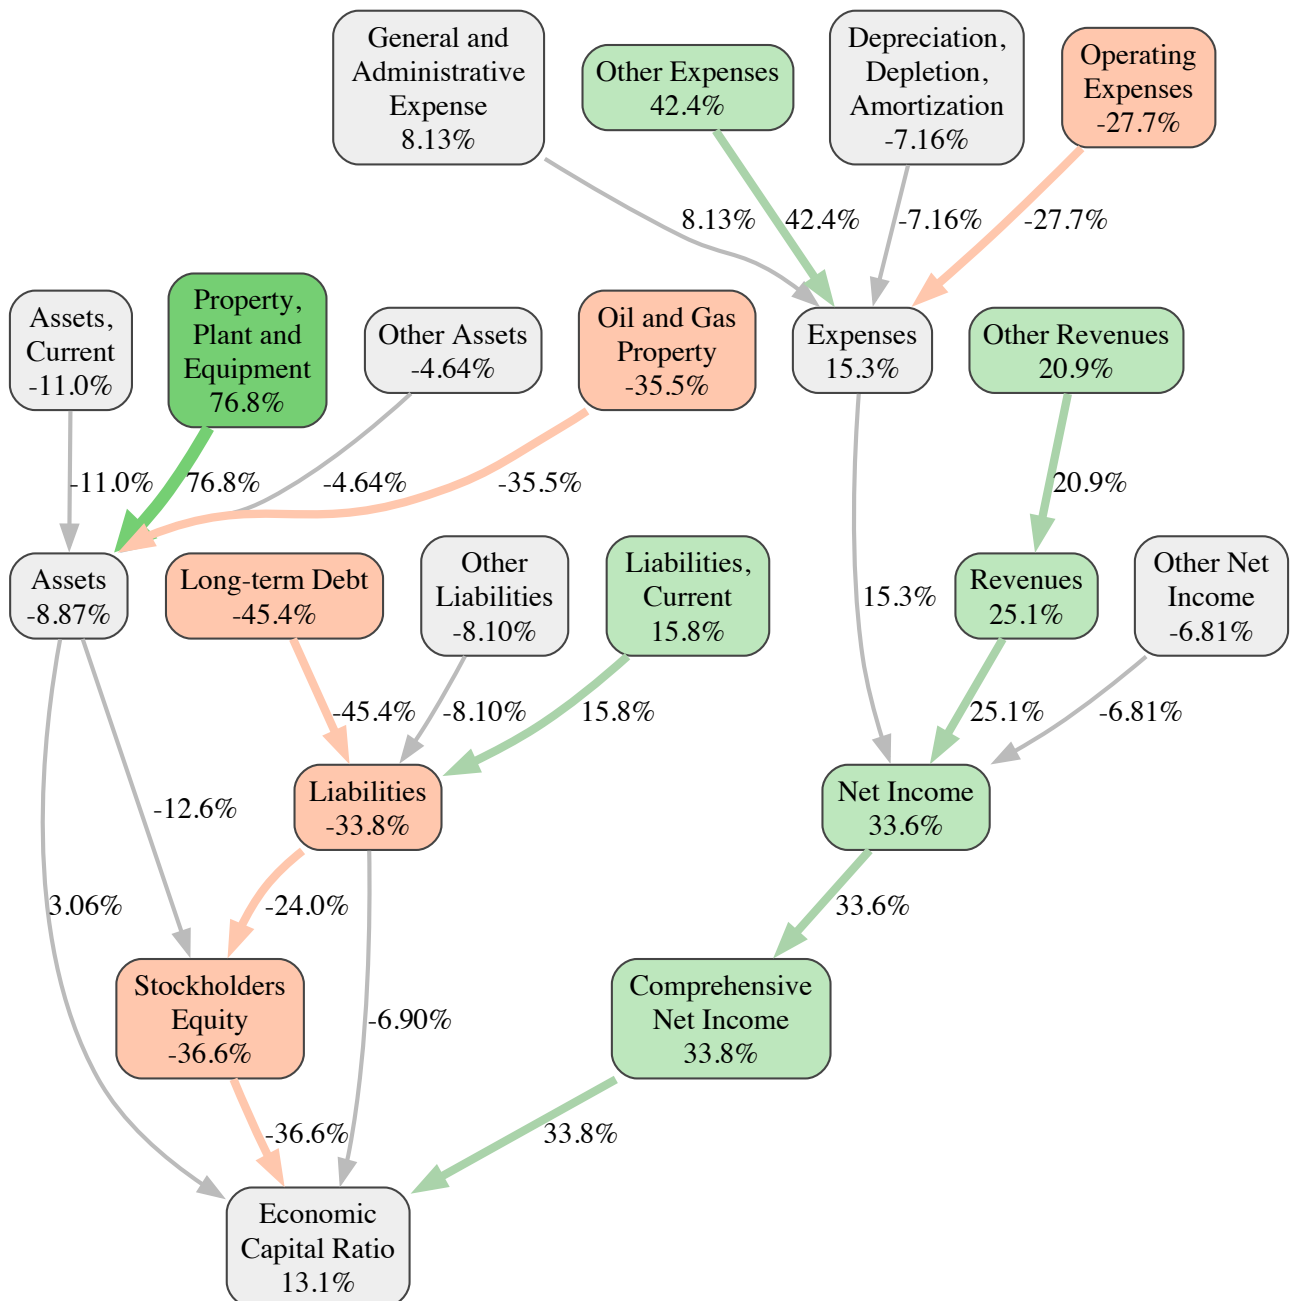 General and
Administrative
Expense
8.13%
Other Expenses
42.4%
Depreciation,
Depletion,
Amortization
-7.16%
Operating
Expenses
-27.7%
8.13%
42.4%
-7.16%
-27.7%
Assets,
Current
-11.0%
Property,
Plant and
Equipment
76.8%
Other Assets
-4.64%
Oil and Gas
Property
-35.5%
Expenses
15.3%
Other Revenues
20.9%
-11.0%
76.8%
-4.64%
-35.5%
20.9%
Assets
-8.87%
Long-term Debt
-45.4%
Other
Liabilities
-8.10%
Liabilities,
Current
15.8%
15.3%
Revenues
25.1%
Other Net
Income
-6.81%
-45.4%
-8.10%
15.8%
25.1%
-6.81%
-12.6%
Liabilities
-33.8%
Net Income
33.6%
3.06%
-24.0%
33.6%
Stockholders
Equity
-36.6%
-6.90%
Comprehensive
Net Income
33.8%
-36.6%
33.8%
Economic
Capital Ratio
13.1%